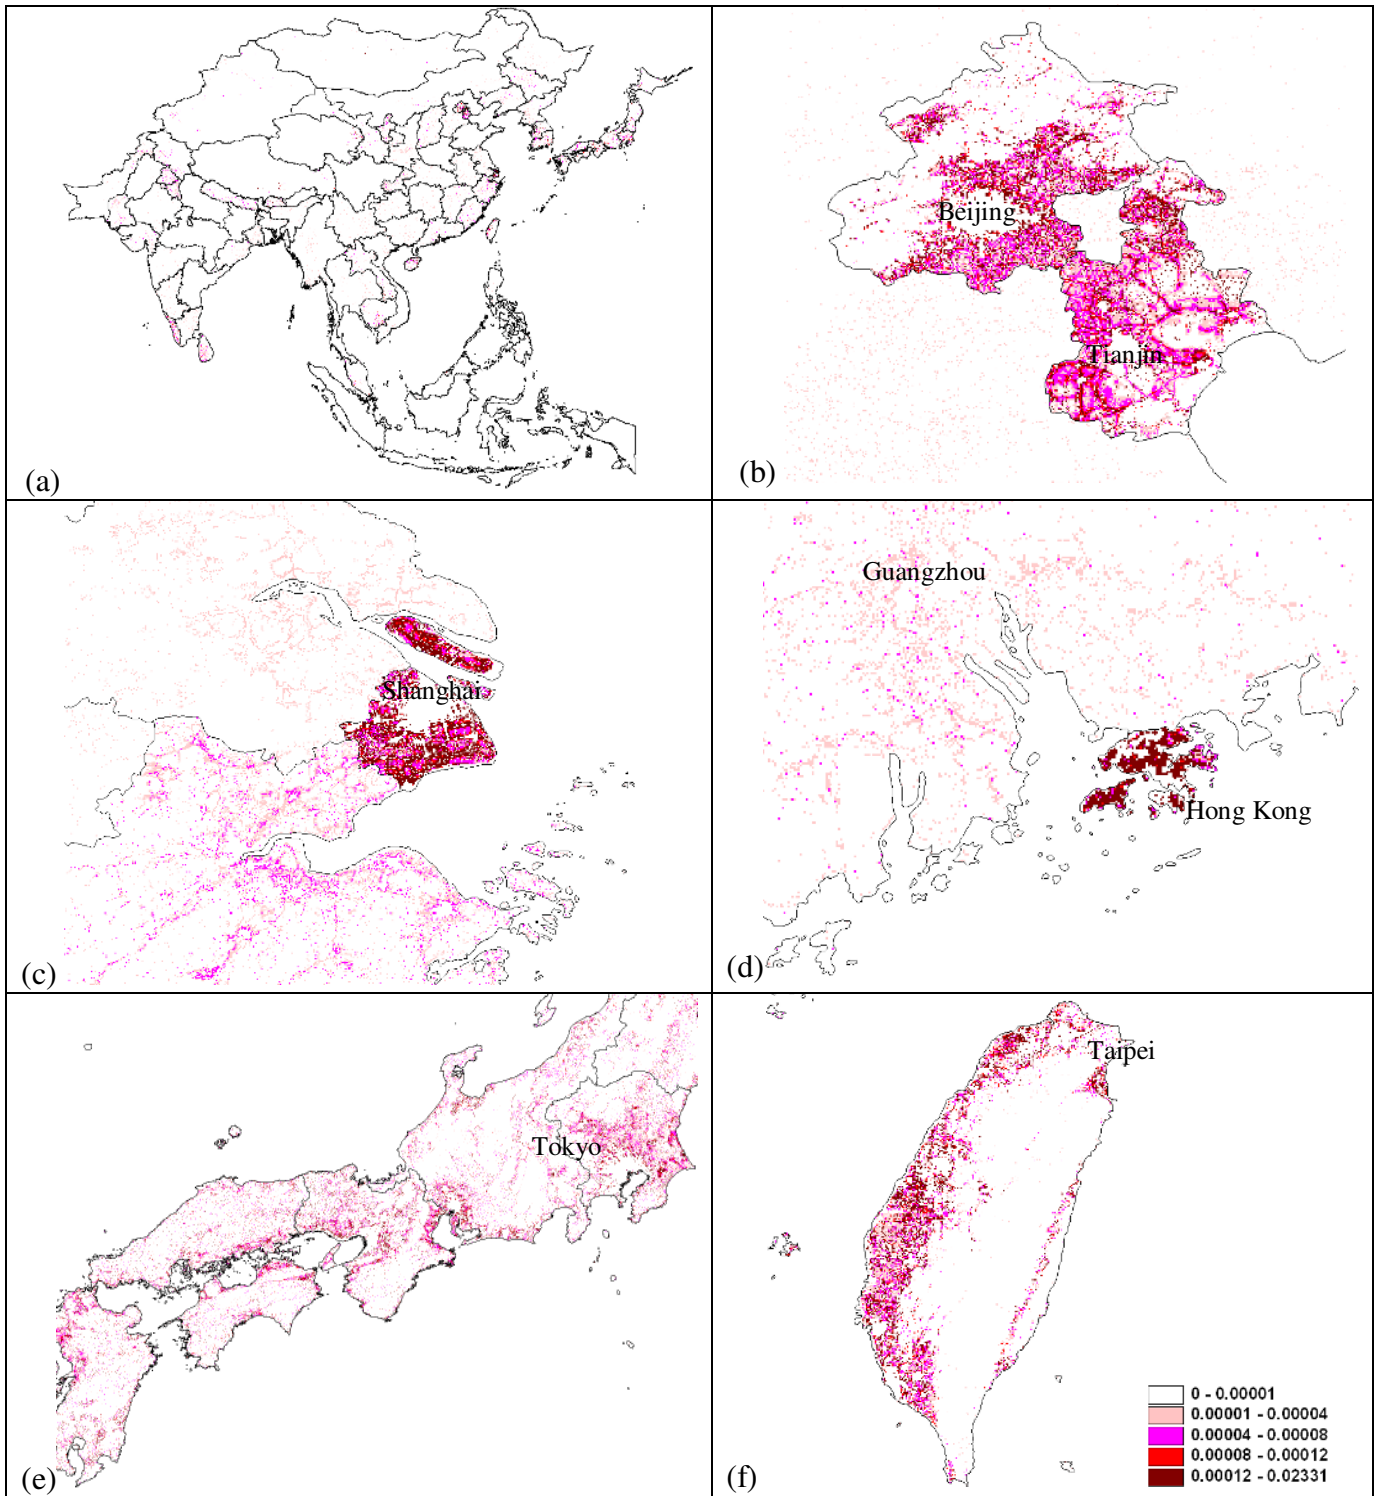 (a)
Beijing
Tianjin
(b)
Shanghai
(c)
Guangzhou
Hong Kong
(d)
Tokyo
(e)
Taipei
0 - 0.00001
0.00001 - 0.00004
0.00004 - 0.00008
0.00008 - 0.00012
0.00012 - 0.02331
(f)